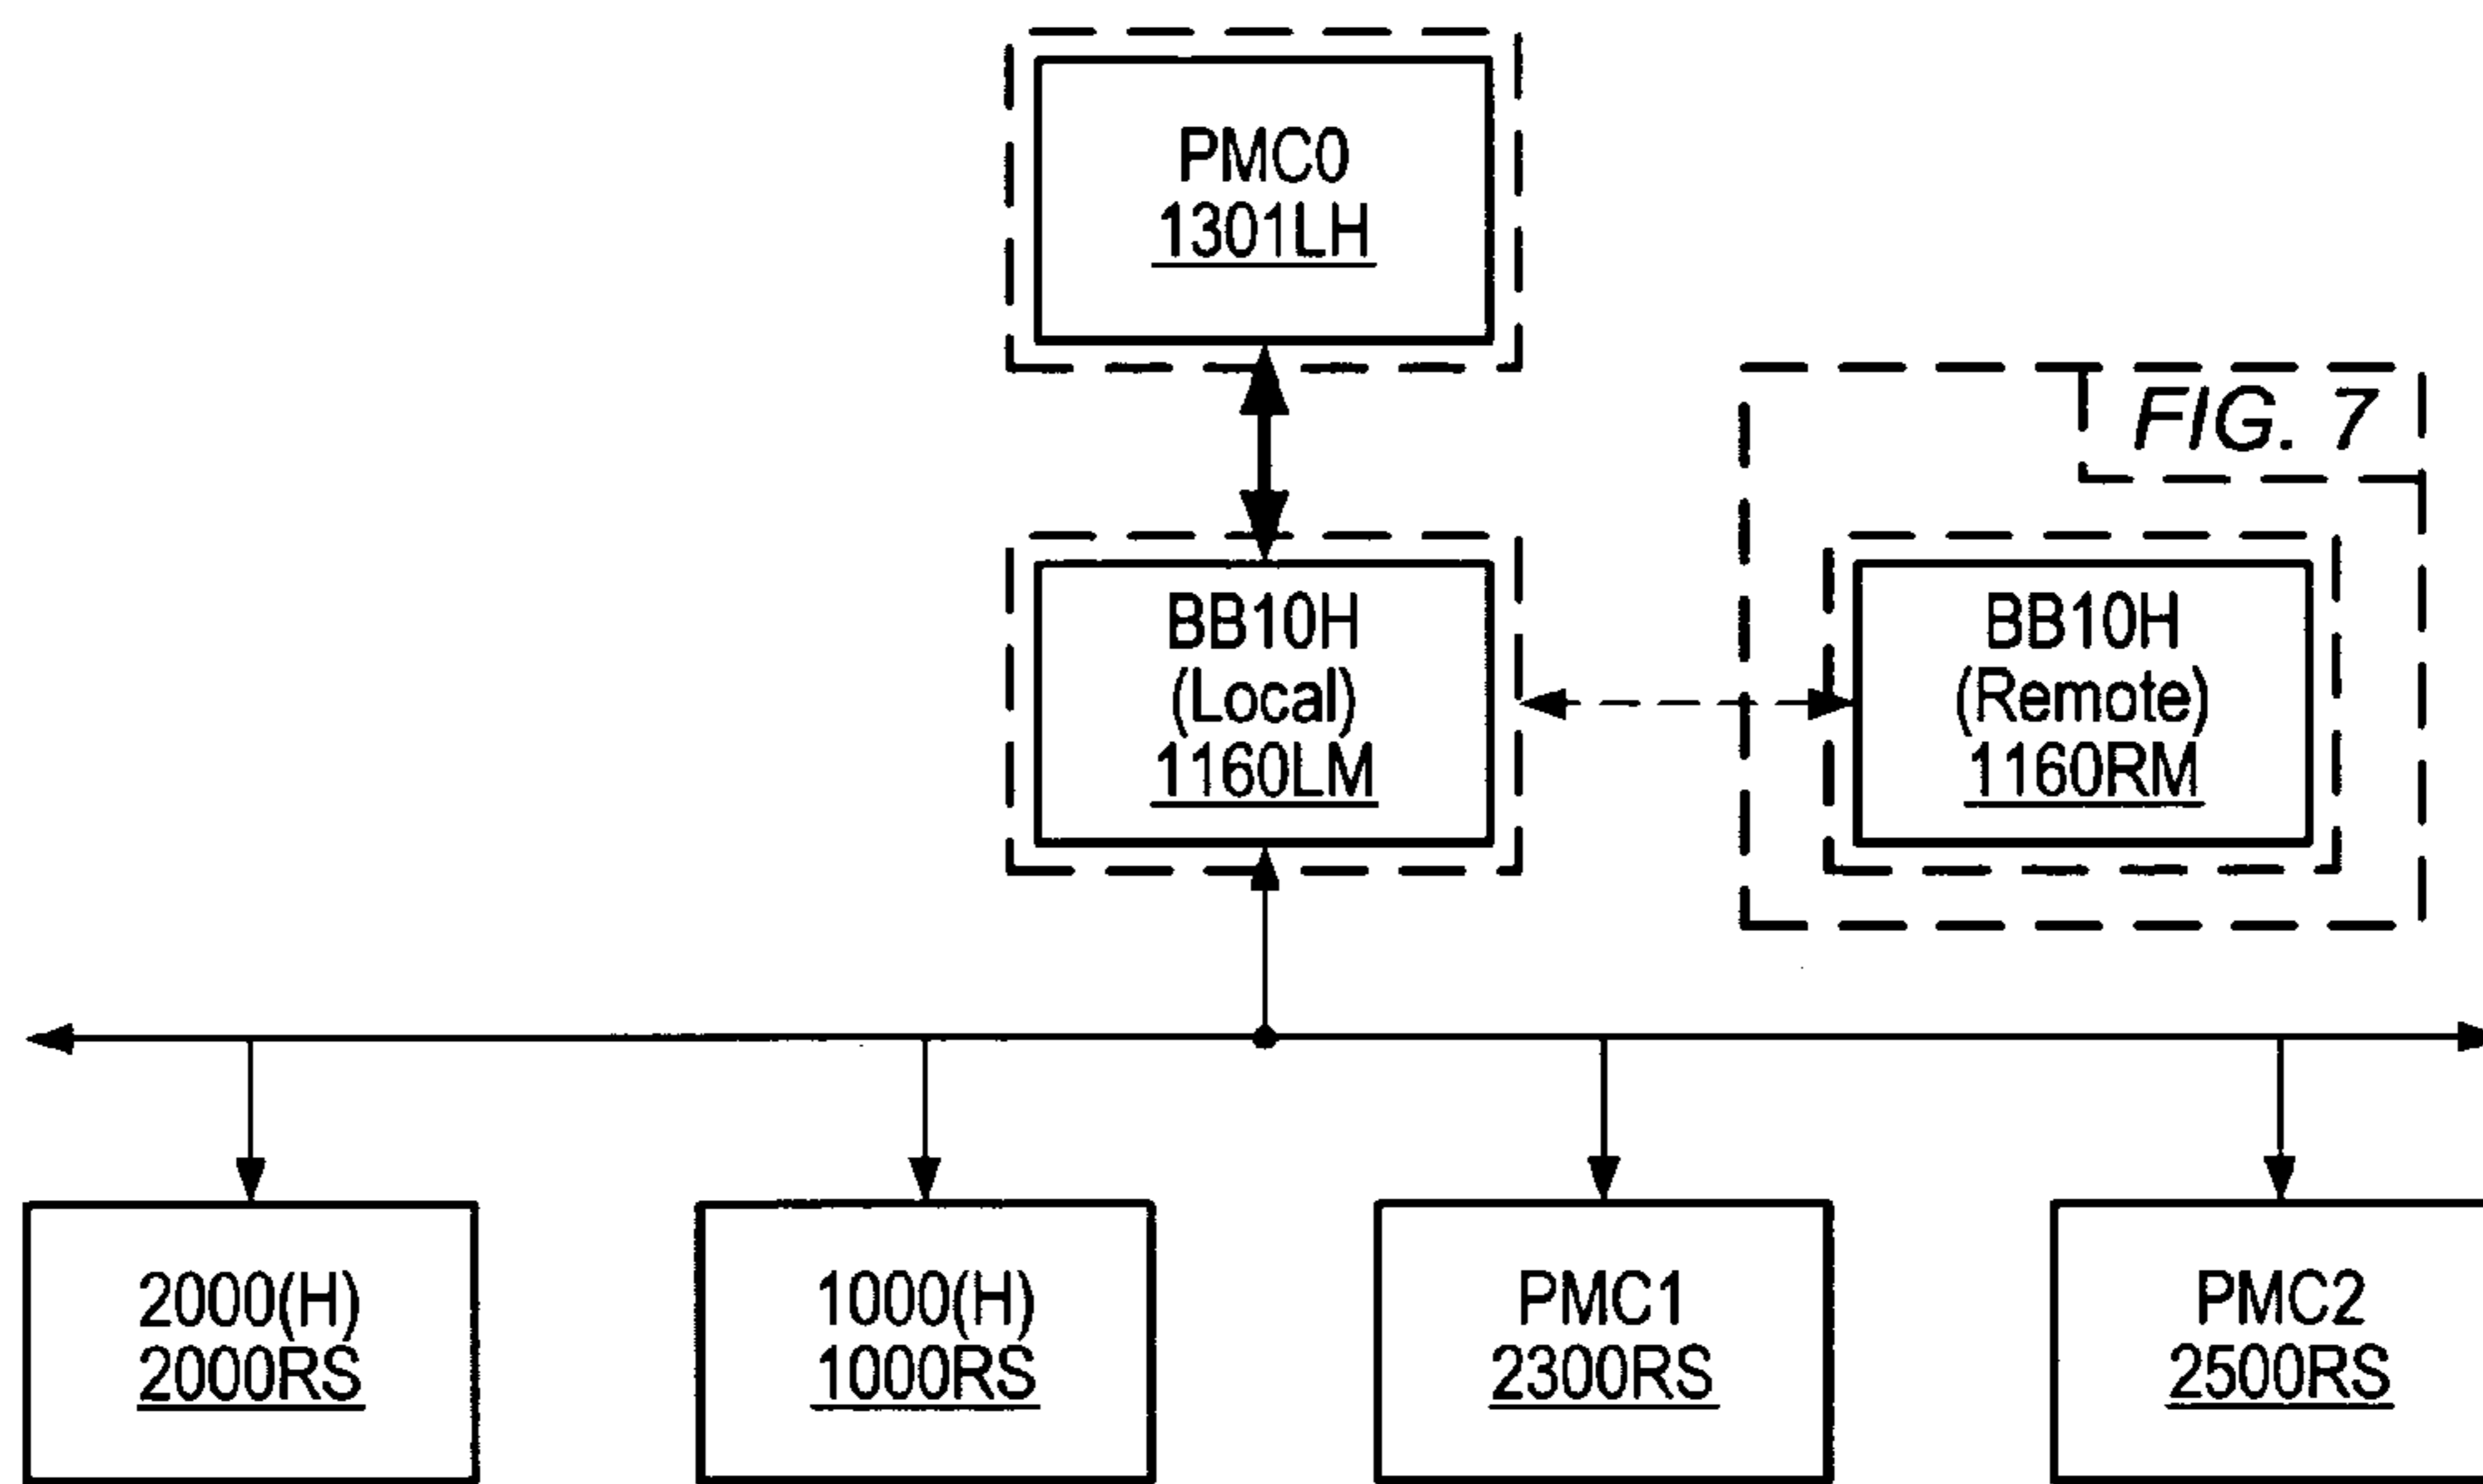 PMC0
1301LH
FIG. 7
BB10H
(Local)
1160LM
BB10H
(Remote)
1160RM
2000(H)
2000RS
1000(H)
1000RS
PMC1
2300RS
PMC2
2500RS